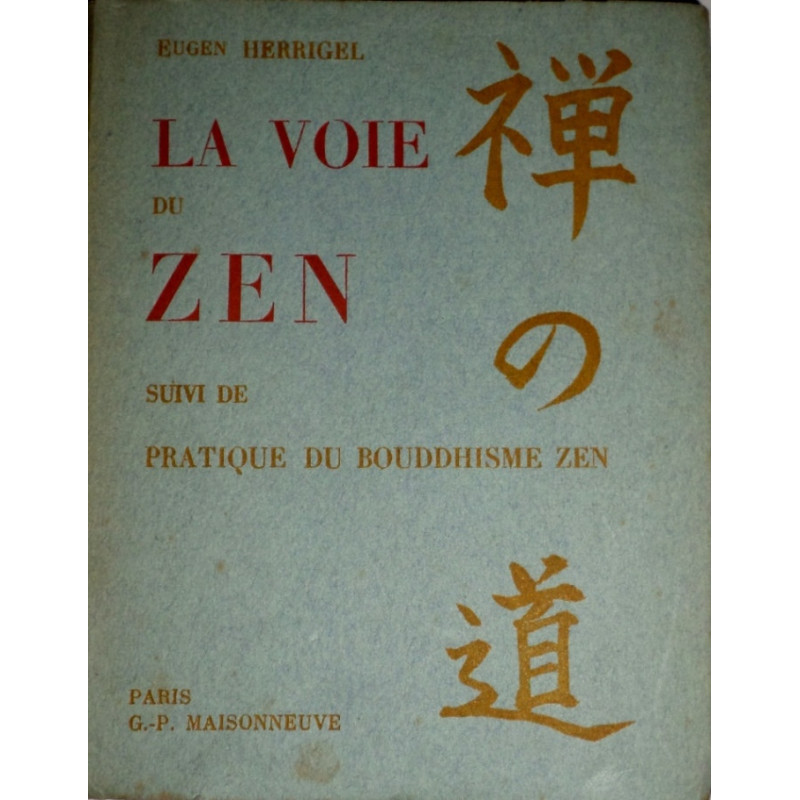 EUGEN HERRIGEL
LA VOIE
DU
ZEN
SUIVI DE
PRATIQUE DU BOUDDHISME ZEN
PARIS
G.-P. MAISONNEUVE
禅の道